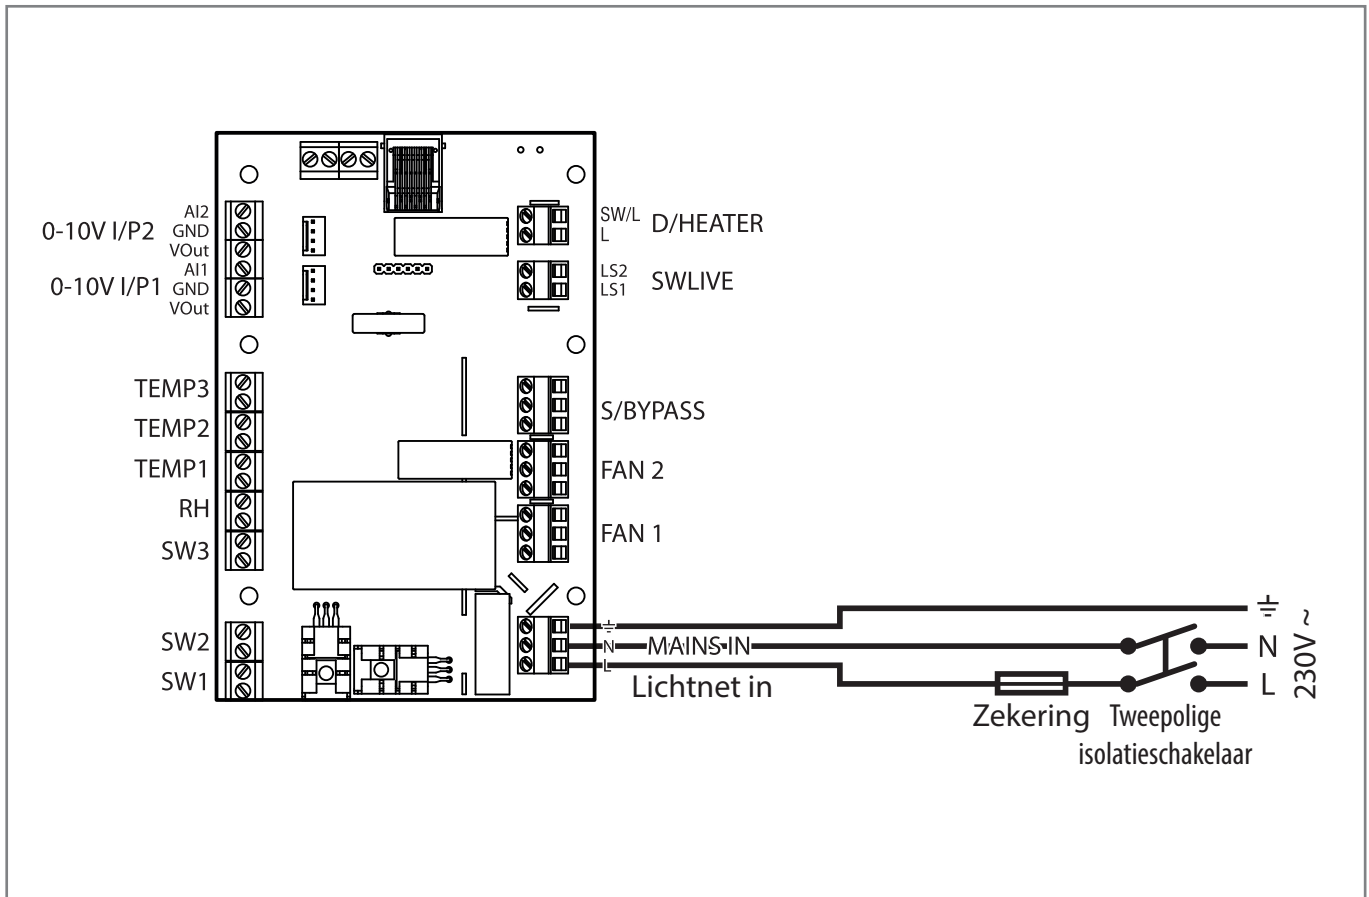 AI2
0-10V I/P2
GND
VOut
AI1
0-10V I/P1
GND
VOut
TEMP3
TEMP2
TEMP1
RH
SW3
SW2
SW1
SW/L
L
D/HEATER
LS2
LS1
SWLIVE
S/BYPASS
FAN 2
FAN 1
N
L
MAINS IN
Lichtnet in
Zekering
Tweepolige
isolatieschakelaar
N
L
230V ~